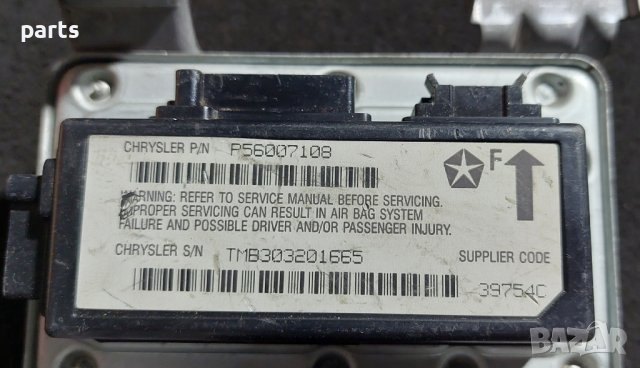 parts
CHRYSLER P/N P56007108
F
WARNING: REFER TO SERVICE MANUAL BEFORE SERVICING.
IMPROPER SERVICING CAN RESULT IN AIR BAG SYSTEM
FAILURE AND POSSIBLE DRIVER AND/OR PASSENGER INJURY.
CHRYSLER S/N TMB303201665 SUPPLIER CODE
39754C
BAZAR